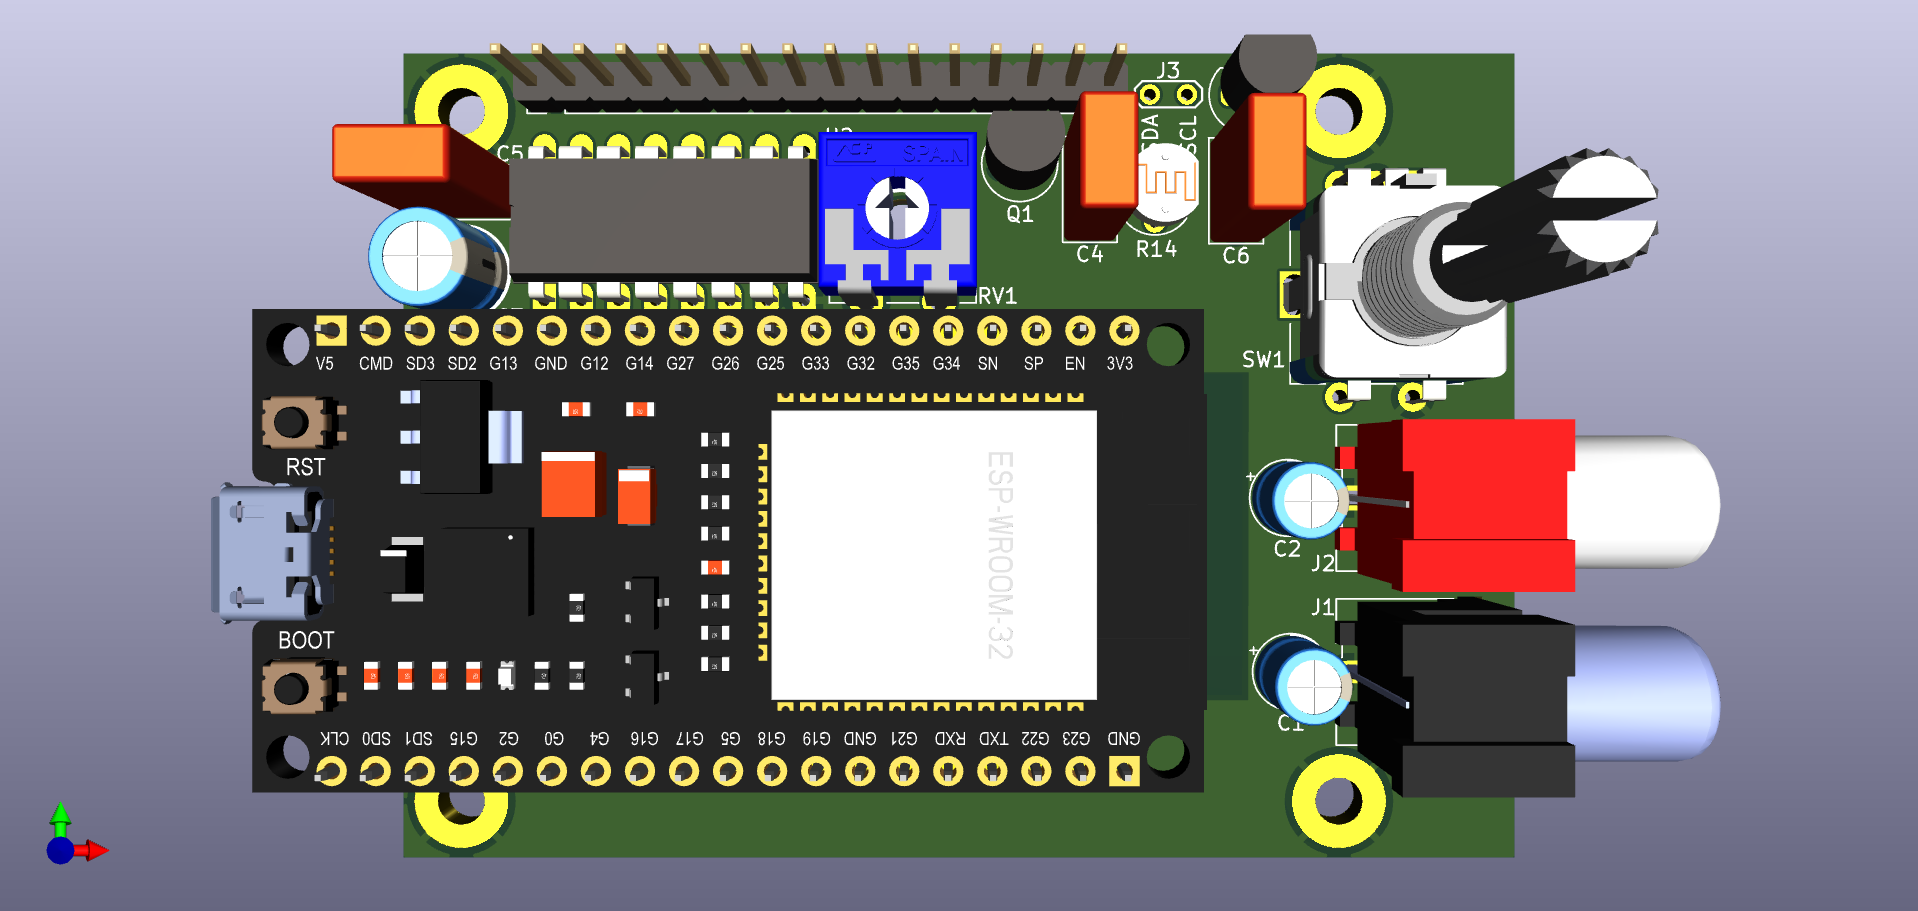 J3
SDA
SCL
C5
SPAIN
Q1
C4
R14
C6
RV1
SW1
V5 CMD SD3 SD2 G13 GND G12 G14 G27 G26 G25 G33 G32 G35 G34 SN SP EN 3V3
RST
ESP-WROOM-32
+
C2
J2
J1
BOOT
+
C1
CLK SD0 SD1 G15 G2 G0 G4 G16 G17 G5 G18 G19 GND G21 RXD TXD G22 G23 GND